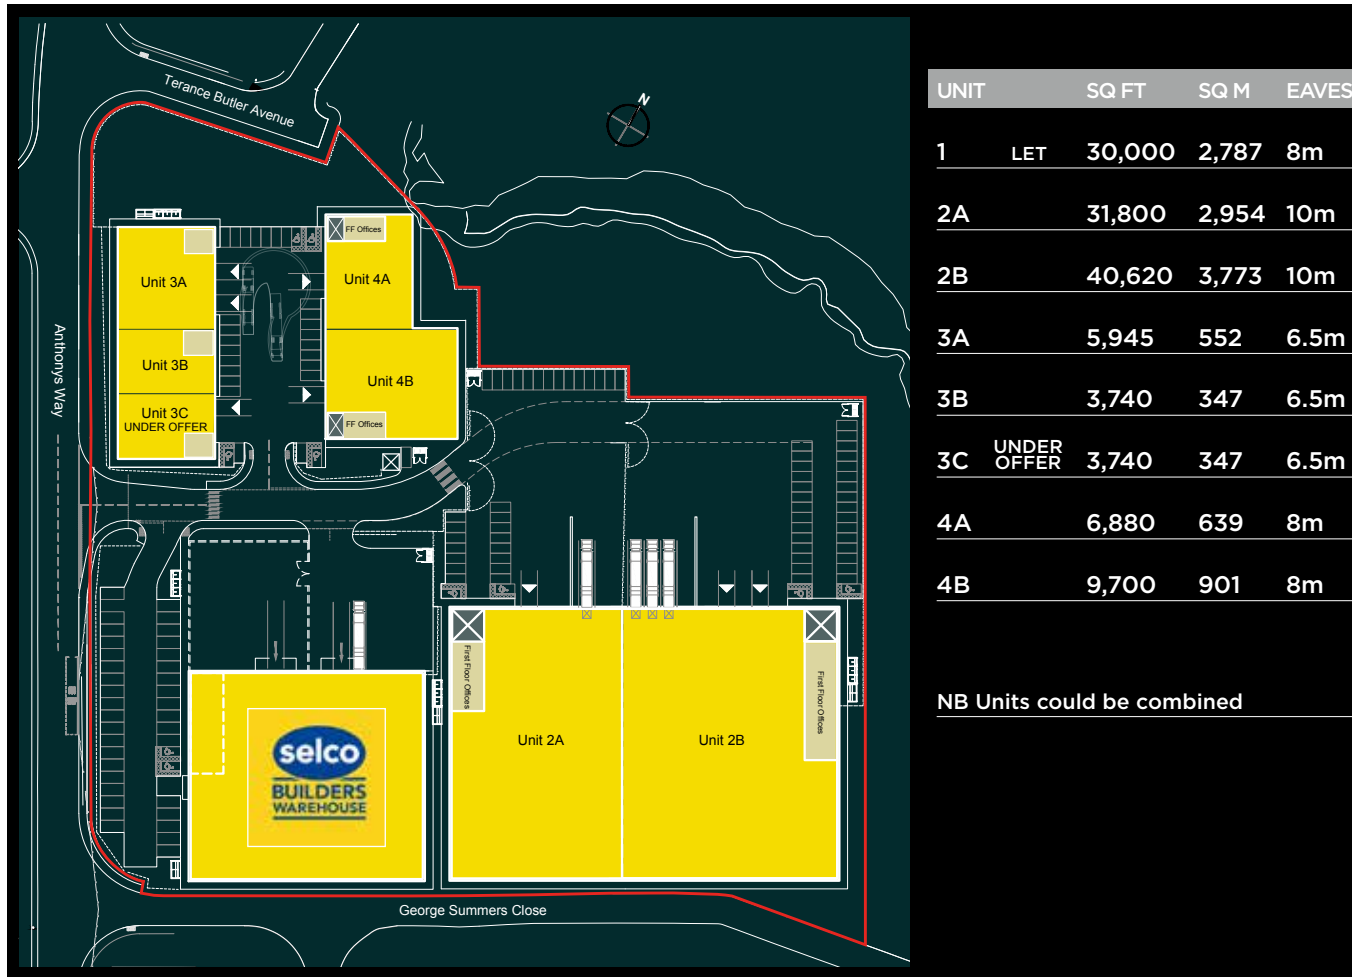 Terance Butler Avenue
N
FF Offices
Unit 3A
Unit 4A
Unit 3B
Unit 4B
Unit 3C
UNDER OFFER
FF Offices
Anthonys Way
First Floor Offices
First Floor Offices
Unit 2A
Unit 2B
selco
BUILDERS
WAREHOUSE
George Summers Close
UNIT SQ FT SQ M EAVES
1 LET 30,000 2,787 8m
2A 31,800 2,954 10m
2B 40,620 3,773 10m
3A 5,945 552 6.5m
3B 3,740 347 6.5m
3C UNDER OFFER 3,740 347 6.5m
4A 6,880 639 8m
4B 9,700 901 8m
NB Units could be combined